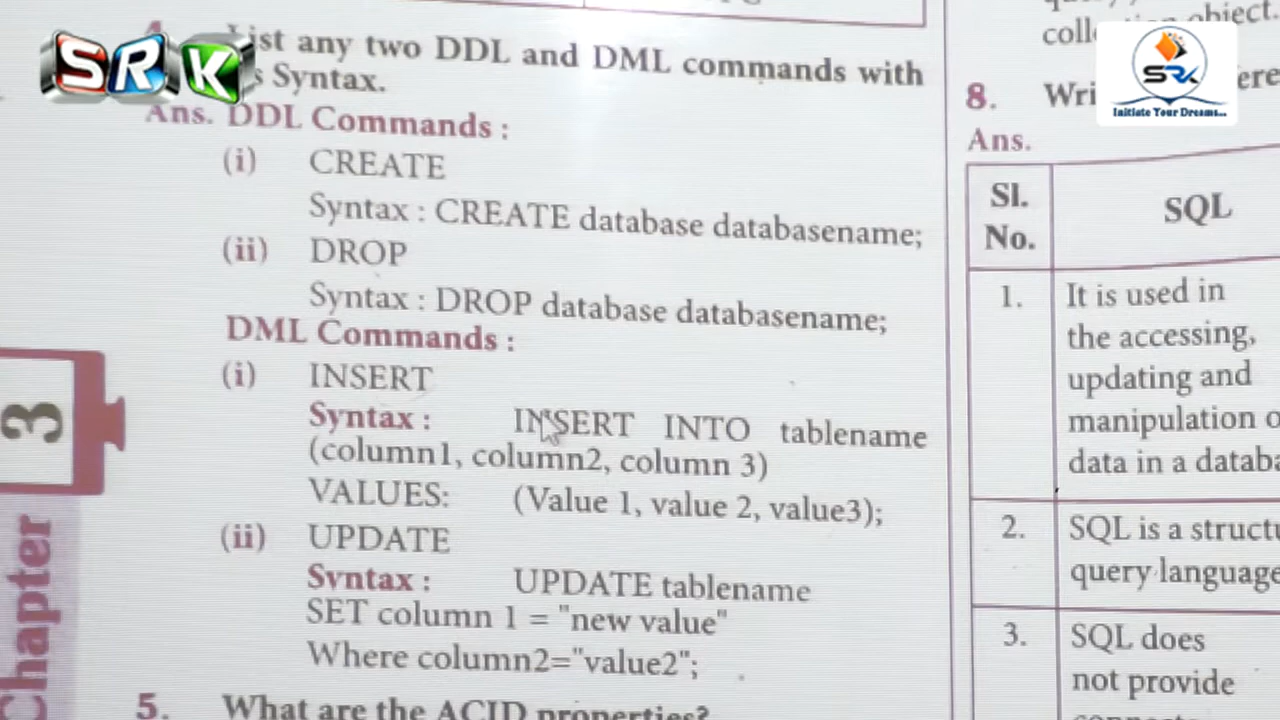 SRK
List any two DDL and DML commands with
Syntax.
Ans. DDL Commands :
(i) CREATE
Syntax : CREATE database databasename;
(ii) DROP
Syntax : DROP database databasename;
DML Commands :
(i) INSERT
Syntax : INSERT INTO tablename
(column1, column2, column 3)
VALUES: (Value 1, value 2, value3);
(ii) UPDATE
Syntax : UPDATE tablename
SET column 1 = "new value"
Where column2="value2";
5. What are the ACID properties?
Chapter 3
object.
SRK
Initiate Your Dreams...
8.
Ans.
Sl. No. SQL
1. It is used in
the accessing,
updating and
manipulation
data in a
2. SQL is a
query language
3. SQL does
not provide